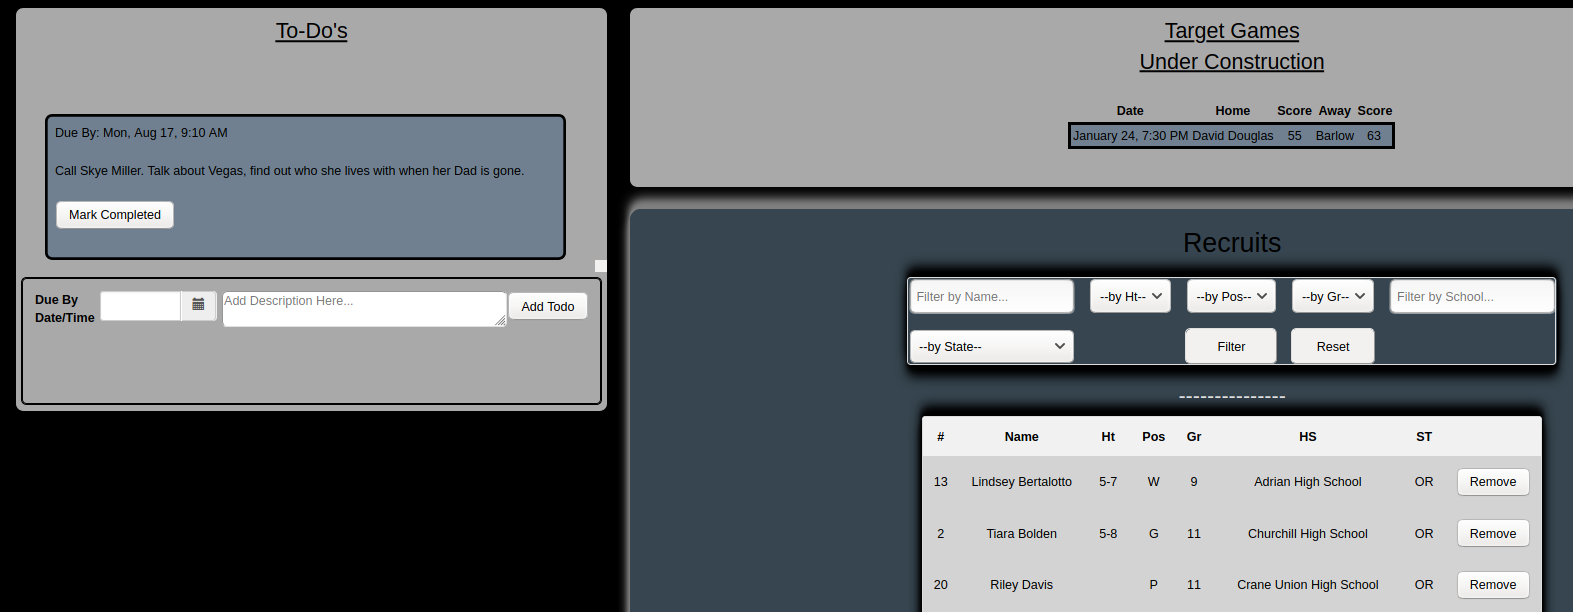 To-Do's
Due By: Mon, Aug 17, 9:10 AM
Call Skye Miller. Talk about Vegas, find out who she lives with when her Dad is gone.
Mark Completed
Due By
Date/Time
Add Description Here...
Add Todo
Target Games
Under Construction
Date Home Score Away Score
January 24, 7:30 PM David Douglas 55 Barlow 63
Recruits
Filter by Name... --by Ht-- --by Pos-- --by Gr-- Filter by School...
--by State-- Filter Reset
---------------
# Name Ht Pos Gr HS ST
13 Lindsey Bertalotto 5-7 W 9 Adrian High School OR Remove
2 Tiara Bolden 5-8 G 11 Churchill High School OR Remove
20 Riley Davis P 11 Crane Union High School OR Remove